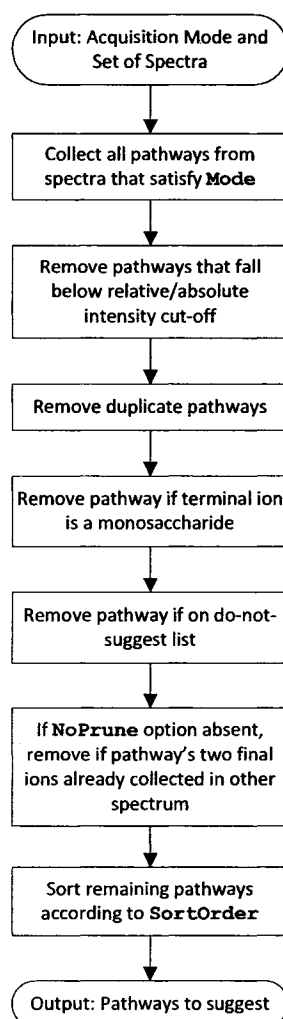 Input: Acquisition Mode and
Set of Spectra
Collect all pathways from
spectra that satisfy Mode
Remove pathways that fall
below relative/absolute
intensity cut-off
Remove duplicate pathways
Remove pathway if terminal ion
is a monosaccharide
Remove pathway if on do-not-
suggest list
If NoPrune option absent,
remove if pathway's two final
ions already collected in other
spectrum
Sort remaining pathways
according to SortOrder
Output: Pathways to suggest